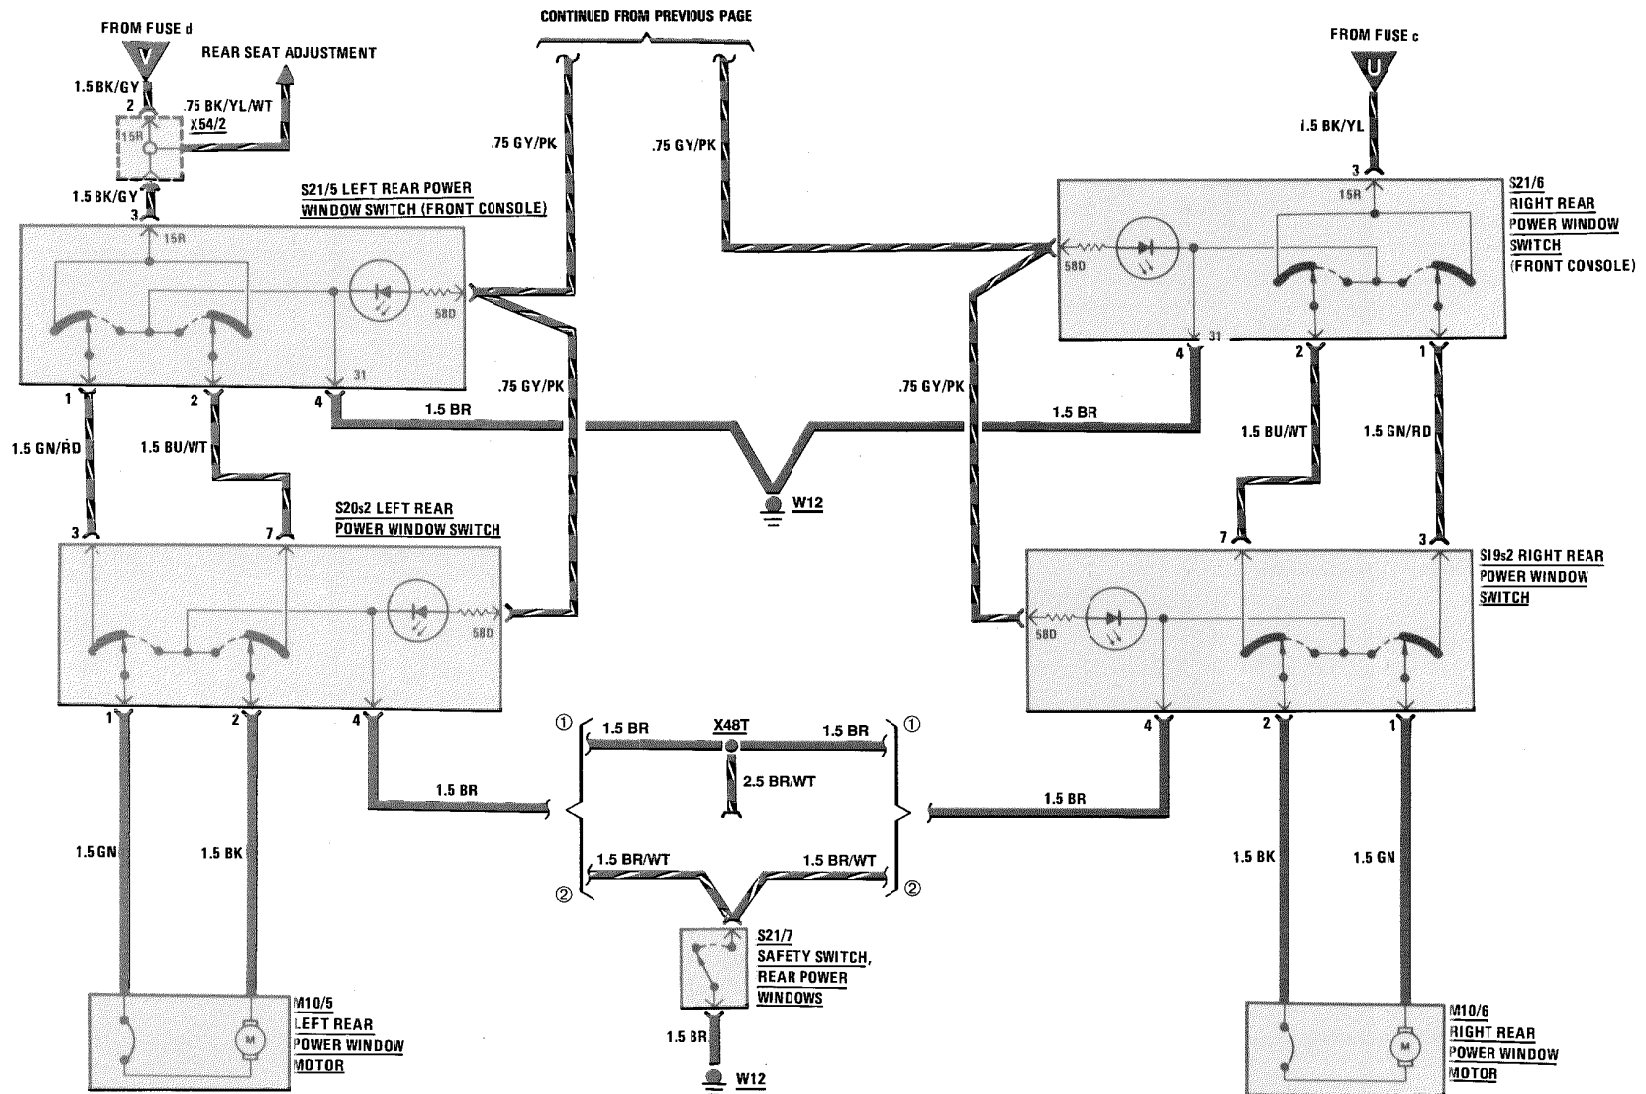 CONTINUED FROM PREVIOUS PAGE
FROM FUSE d
V
REAR SEAT ADJUSTMENT
1.5BK/GY
2
.75 BK/YL/WT
X54/2
15R
1.5BK/GY
3
S21/5 LEFT REAR POWER
WINDOW SWITCH (FRONT CONSOLE)
15R
58D
31
1
2
4
.75 GY/PK
.75 GY/PK
FROM FUSE c
U
1.5 BK/YL
3
15R
S21/6
RIGHT REAR
POWER WINDOW
SWITCH
(FRONT CONSOLE)
58D
31
4
2
1
1.5 GN/RD
1.5 BU/WT
1.5 BR
.75 GY/PK
W12
.75 GY/PK
1.5 BR
1.5 BU/WT
1.5 GN/RD
3
7
S20s2 LEFT REAR
POWER WINDOW SWITCH
58D
1
2
4
7
3
S19s2 RIGHT REAR
POWER WINDOW
SWITCH
58D
4
2
1
1.5 BR
①
1.5 BR
X48T
1.5 BR
①
2.5 BR/WT
1.5 BR
②
1.5 BR/WT
1.5 BR/WT
②
S21/7
SAFETY SWITCH,
REAR POWER
WINDOWS
1.5 BR
W12
1.5GN
1.5 BK
M10/5
LEFT REAR
POWER WINDOW
MOTOR
M
1.5 BK
1.5 GN
M10/6
RIGHT REAR
POWER WINDOW
MOTOR
M